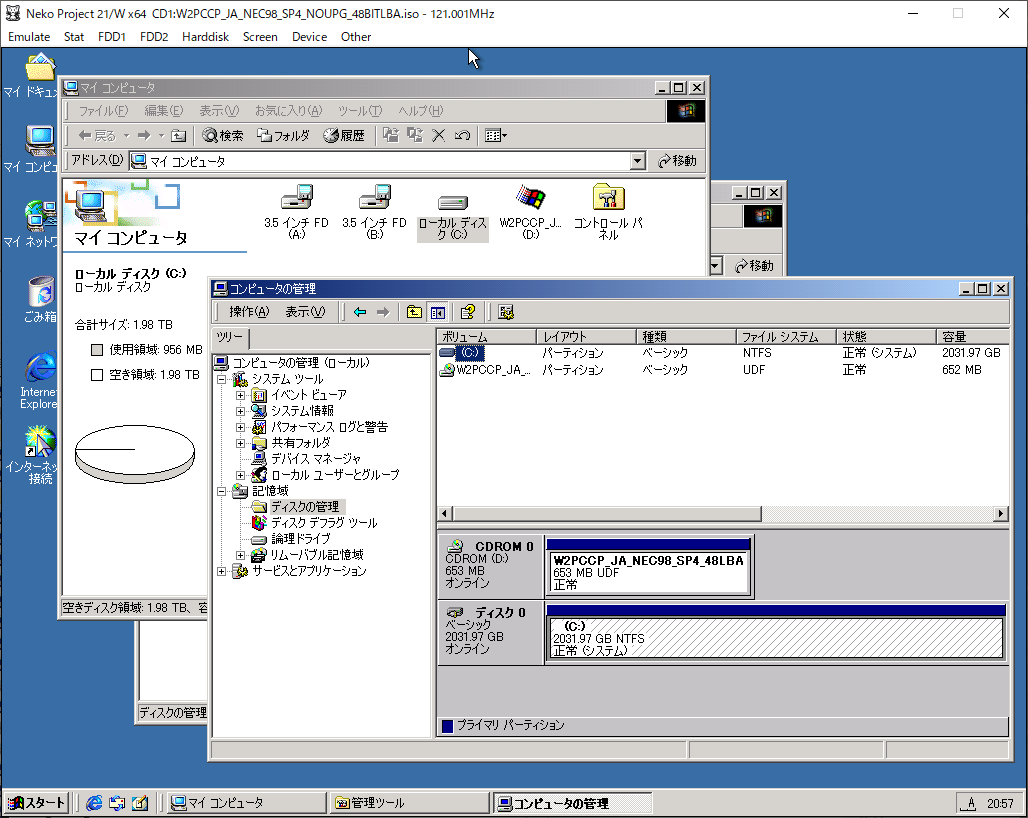 Neko Project 21/W x64  CD1:W2PCCP_JA_NEC98_SP4_NOUPG_48BITLBA.iso - 121.001MHz
Emulate Stat FDD1 FDD2 Harddisk Screen Device Other
マイ ドキュ
マイ コンピュ
マイ ネットワ
ごみ箱
Interne
Explore
インターネッ
接続
マイ コンピュータ
ファイル(F) 編集(E) 表示(V) お気に入り(A) ツール(T) ヘルプ(H)
戻る 検索 フォルダ 履歴
アドレス(D) マイ コンピュータ 移動
マイ コンピュータ
3.5 インチ FD
(A:)
3.5 インチ FD
(B:)
ローカル ディス
ク (C:)
W2PCCP_J...
(D:)
コントロール パ
ネル
ローカル ディスク (C:)
ローカル ディスク
合計サイズ: 1.98 TB
使用領域: 956 MB
空き領域: 1.98 TB
空きディスク領域: 1.98 TB、容
移動
ディスクの管理
コンピュータの管理
操作(A) 表示(V)
ツリー
コンピュータの管理 (ローカル)
システム ツール
イベント ビューア
システム情報
パフォーマンス ログと警告
共有フォルダ
デバイス マネージャ
ローカル ユーザーとグループ
記憶域
ディスクの管理
ディスク デフラグ ツール
論理ドライブ
リムーバブル記憶域
サービスとアプリケーション
ボリューム レイアウト 種類 ファイル システム 状態 容量
(C:) パーティション ベーシック NTFS 正常 (システム) 2031.97 GB
W2PCCP_JA_... パーティション ベーシック UDF 正常 652 MB
CDROM 0
CDROM (D:)
653 MB
オンライン
W2PCCP_JA_NEC98_SP4_48LBA
653 MB UDF
正常
ディスク 0
ベーシック
2031.97 GB
オンライン
(C:)
2031.97 GB NTFS
正常 (システム)
プライマリ パーティション
スタート マイ コンピュータ 管理ツール コンピュータの管理 A 20:57